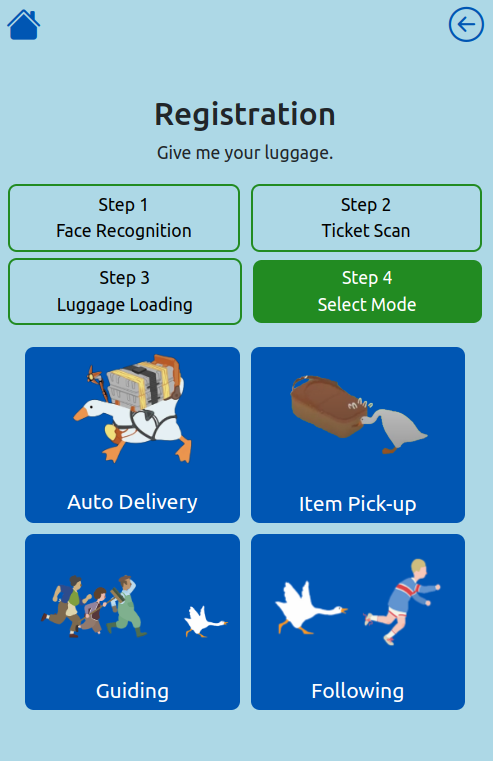 Registration
Give me your luggage.
Step 1
Face Recognition
Step 2
Ticket Scan
Step 3
Luggage Loading
Step 4
Select Mode
Auto Delivery
Item Pick-up
Guiding
Following